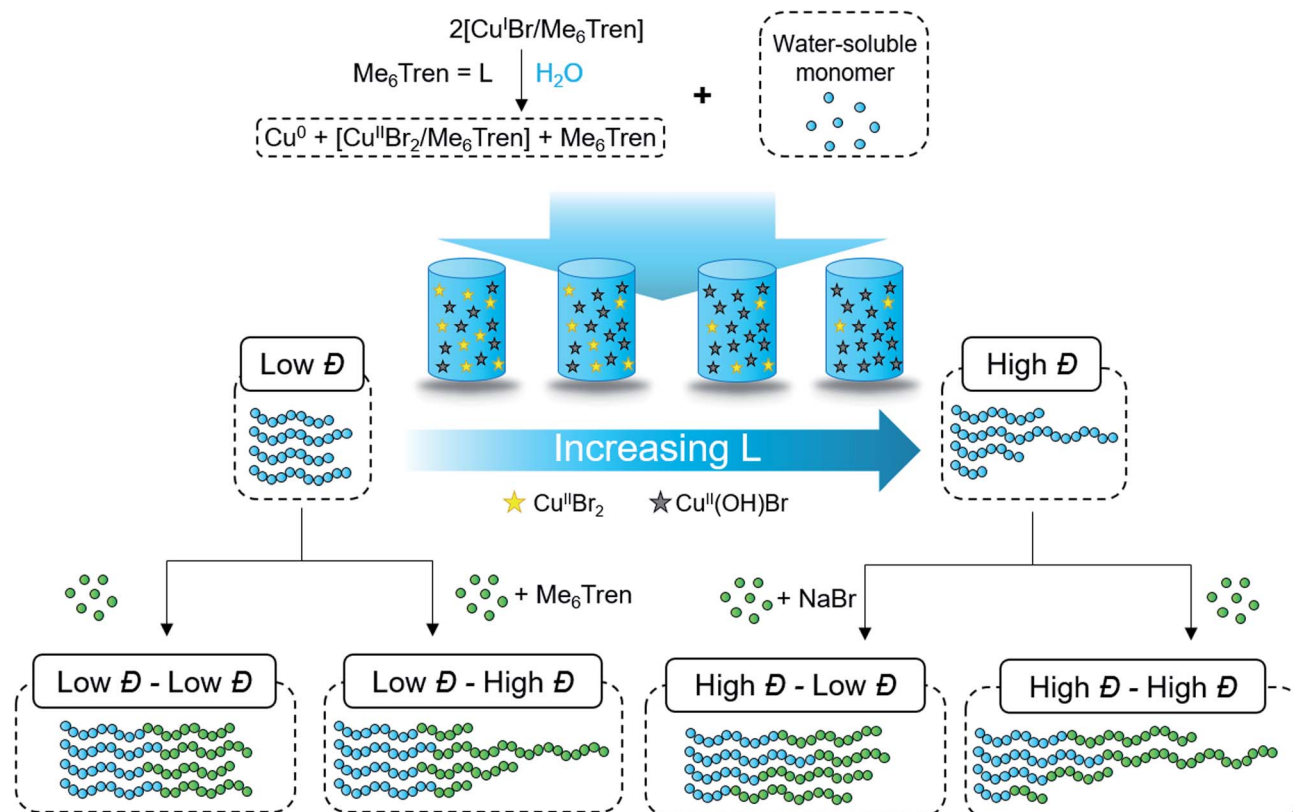 2[CuᴵBr/Me₆Tren]
Me₆Tren = L
H₂O
Cu⁰ + [CuᴵᴵBr₂/Me₆Tren] + Me₆Tren
+
Water-soluble
monomer
Low Đ
High Đ
Increasing L
CuᴵᴵBr₂
Cuᴵᴵ(OH)Br
+ Me₆Tren
+ NaBr
Low Đ - Low Đ
Low Đ - High Đ
High Đ - Low Đ
High Đ - High Đ